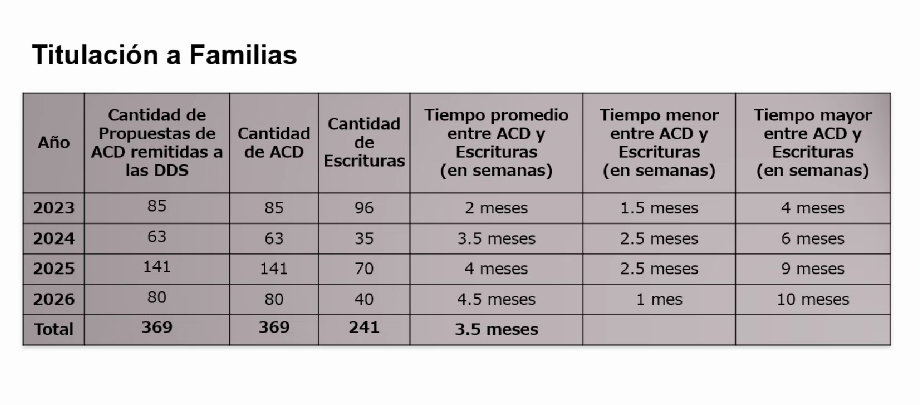 Titulación a Familias
Año
Cantidad de
Propuestas de
ACD remitidas a
las DDS
Cantidad
de ACD
Cantidad
de
Escrituras
Tiempo promedio
entre ACD y
Escrituras
(en semanas)
Tiempo menor
entre ACD y
Escrituras
(en semanas)
Tiempo mayor
entre ACD y
Escrituras
(en semanas)
2023 85 85 96 2 meses 1.5 meses 4 meses
2024 63 63 35 3.5 meses 2.5 meses 6 meses
2025 141 141 70 4 meses 2.5 meses 9 meses
2026 80 80 40 4.5 meses 1 mes 10 meses
Total 369 369 241 3.5 meses